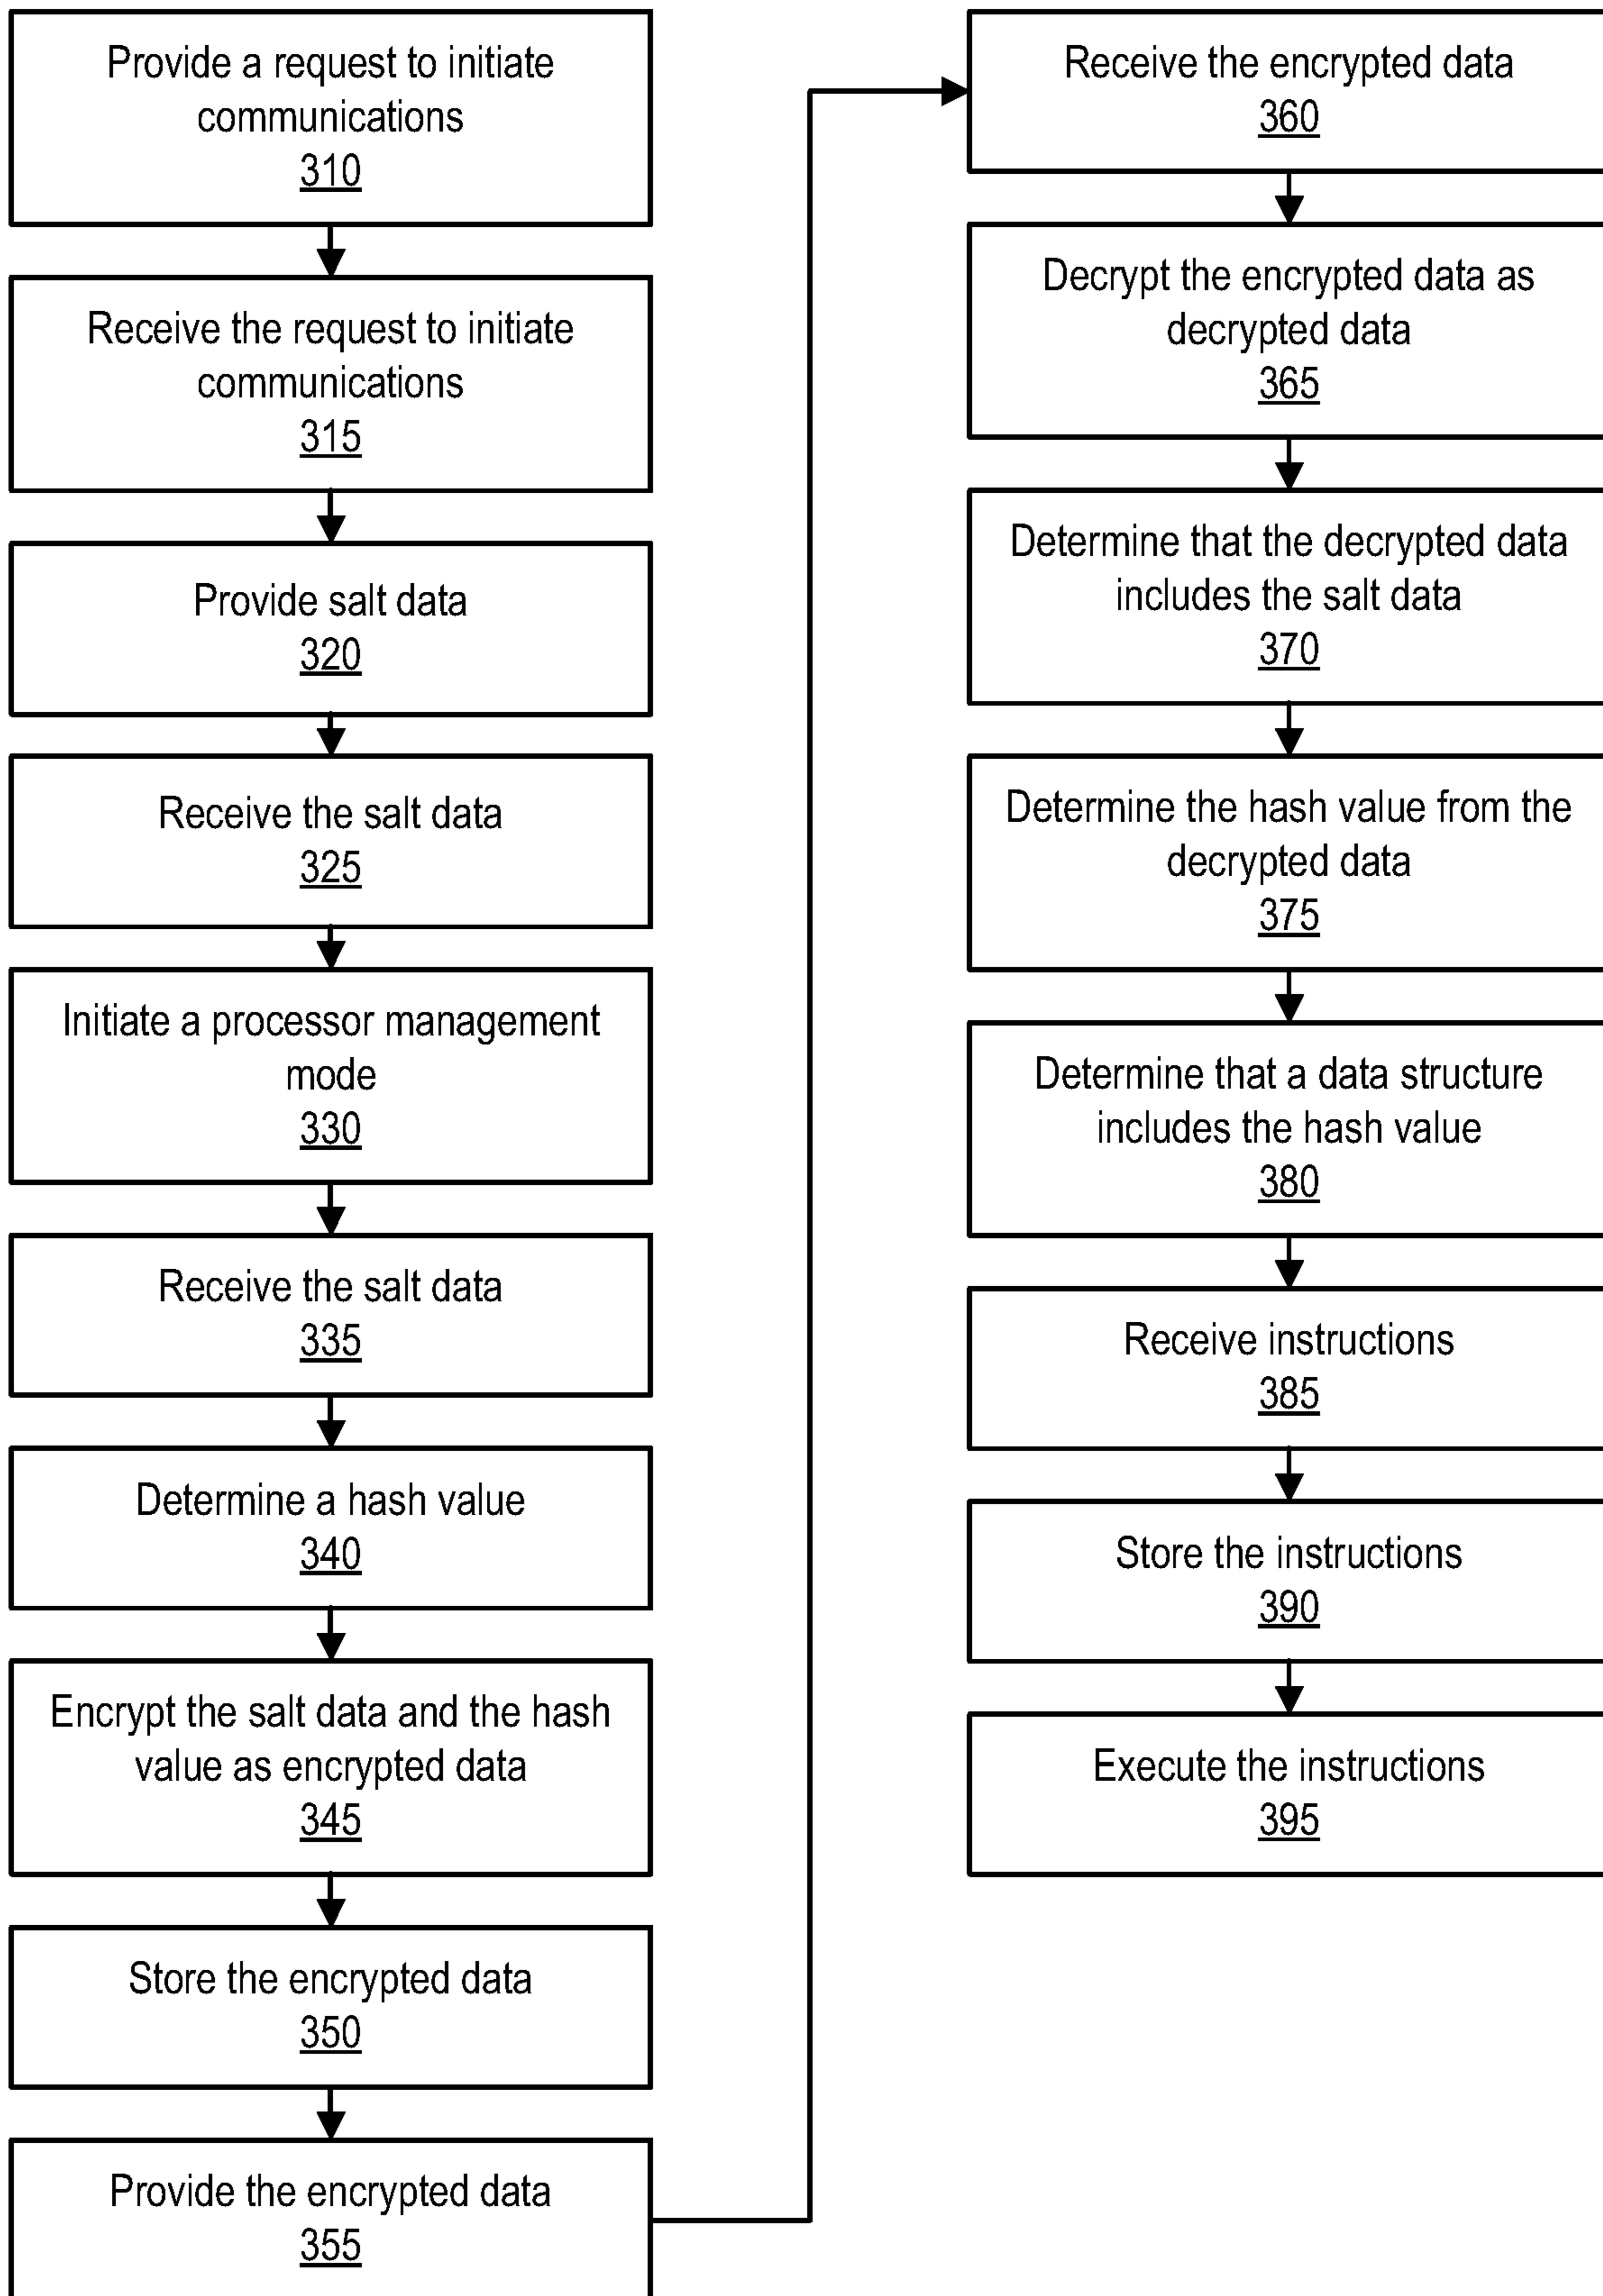 Provide a request to initiate
communications
310
Receive the request to initiate
communications
315
Provide salt data
320
Receive the salt data
325
Initiate a processor management
mode
330
Receive the salt data
335
Determine a hash value
340
Encrypt the salt data and the hash
value as encrypted data
345
Store the encrypted data
350
Provide the encrypted data
355
Receive the encrypted data
360
Decrypt the encrypted data as
decrypted data
365
Determine that the decrypted data
includes the salt data
370
Determine the hash value from the
decrypted data
375
Determine that a data structure
includes the hash value
380
Receive instructions
385
Store the instructions
390
Execute the instructions
395